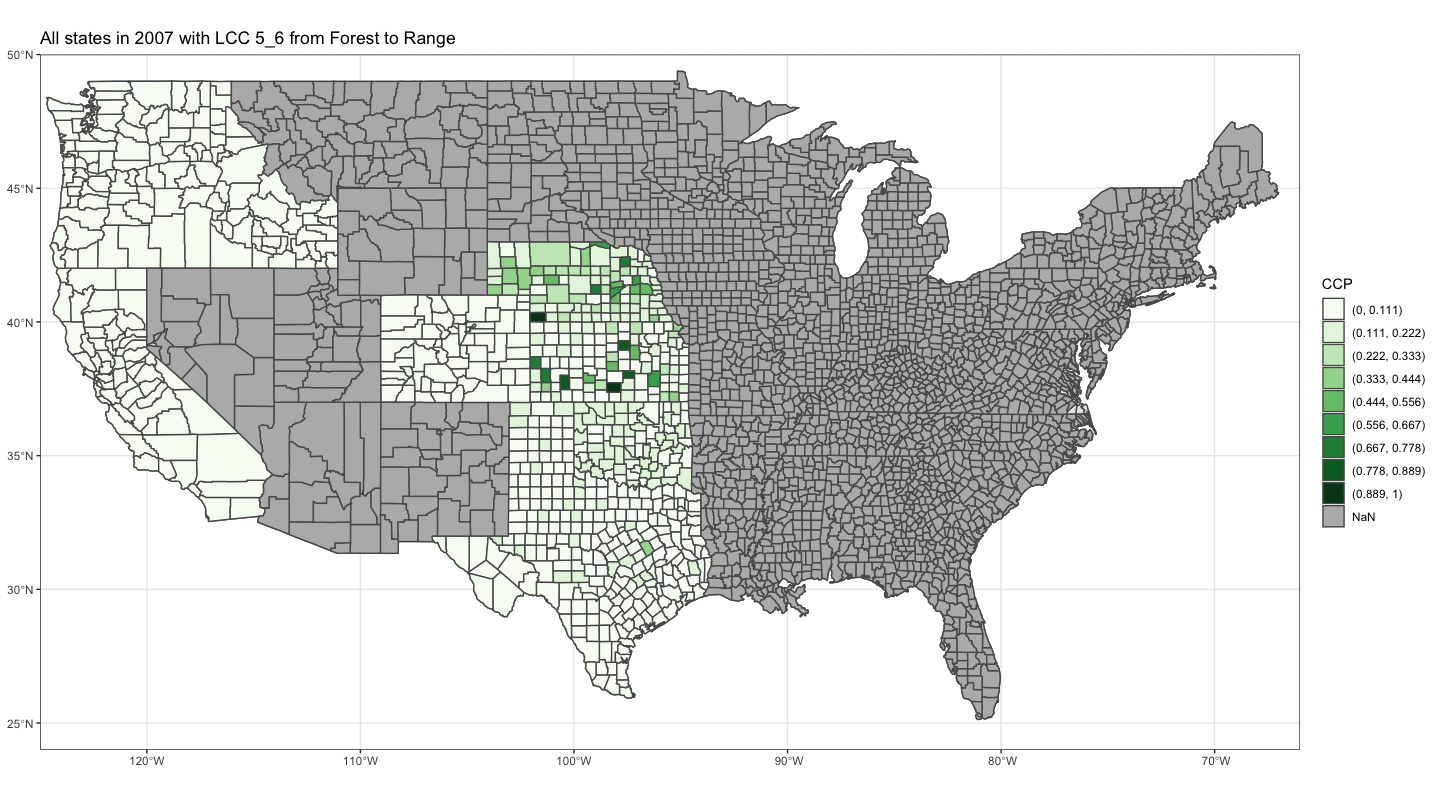 All states in 2007 with LCC 5_6 from Forest to Range
50°N
45°N
40°N
35°N
30°N
25°N
120°W
110°W
100°W
90°W
80°W
70°W
CCP
(0, 0.111)
(0.111, 0.222)
(0.222, 0.333)
(0.333, 0.444)
(0.444, 0.556)
(0.556, 0.667)
(0.667, 0.778)
(0.778, 0.889)
(0.889, 1)
NaN